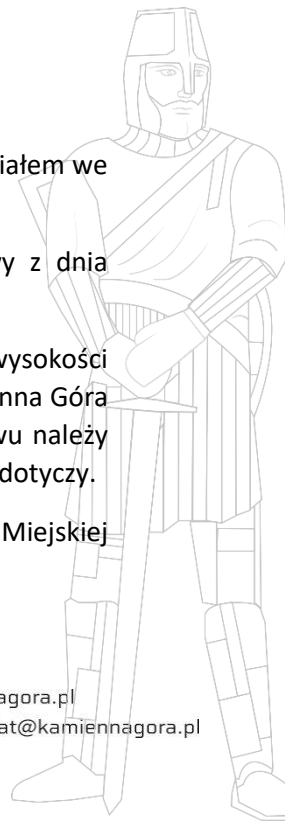 iałem we
y z dnia
wysokości
nna Góra
wu należy
dotyczy.
Miejskiej
agora.pl
at@kamiennagora.pl